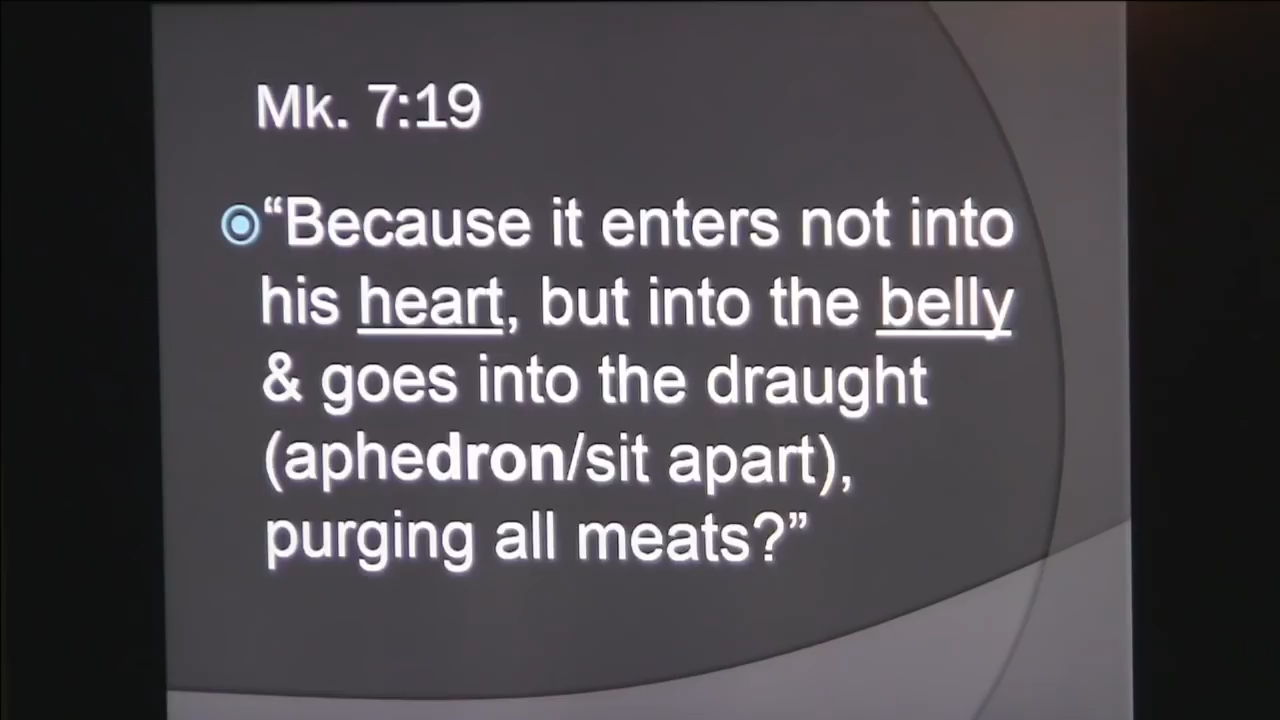 Mk. 7:19
“Because it enters not into
his heart, but into the belly
& goes into the draught
(aphedron/sit apart),
purging all meats?”